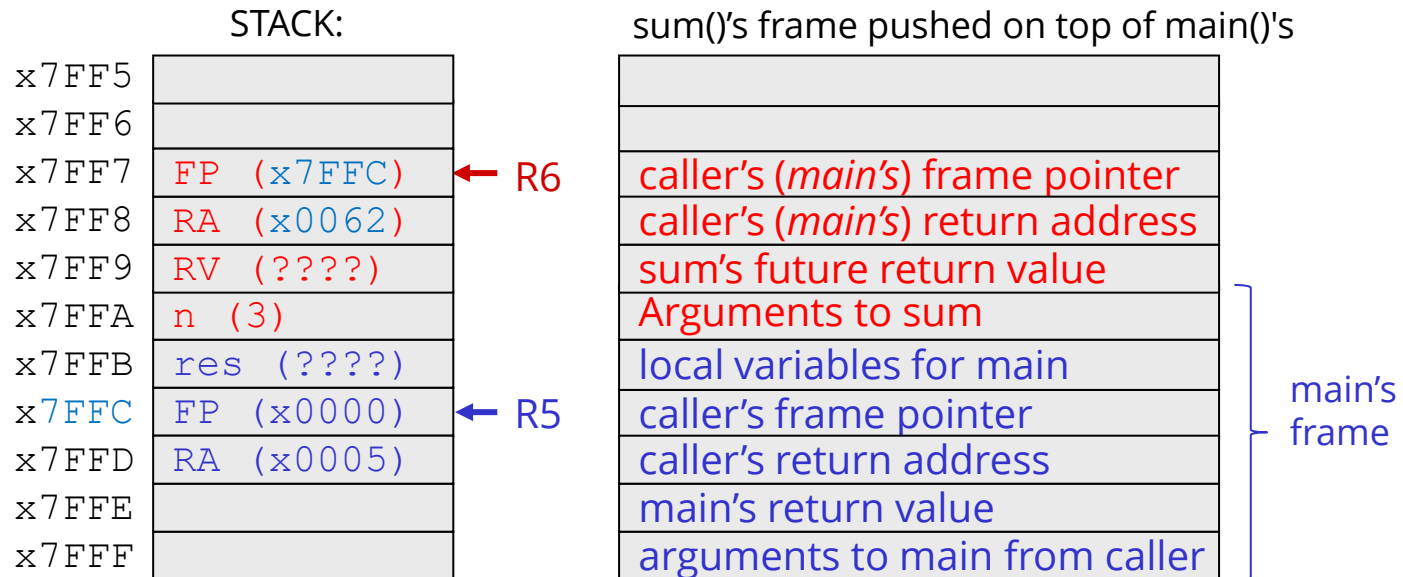 STACK: sum()’s frame pushed on top of main()'s
x7FF5
x7FF6
x7FF7 FP (x7FFC) R6 caller’s (main’s) frame pointer
x7FF8 RA (x0062) caller’s (main’s) return address
x7FF9 RV (????) sum’s future return value
x7FFA n (3) Arguments to sum
x7FFB res (????) local variables for main
x7FFC FP (x0000) R5 caller’s frame pointer
x7FFD RA (x0005) caller’s return address
x7FFE main’s return value
x7FFF arguments to main from caller
main’s
frame